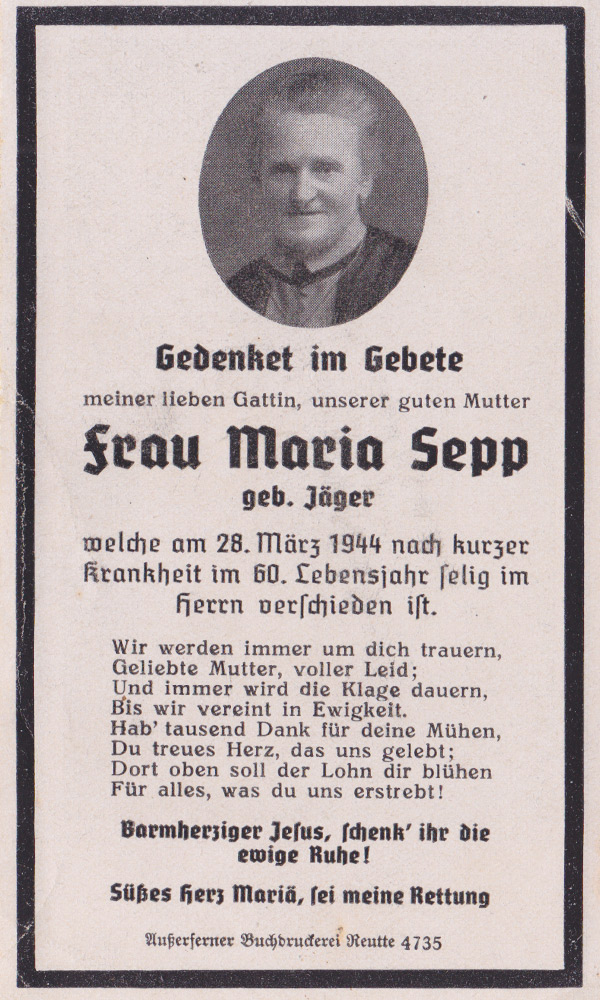 Gedenket im Gebete
meiner lieben Gattin, unserer guten Mutter
Frau Maria Sepp
geb. Jäger
welche am 28. März 1944 nach kurzer
Krankheit im 60. Lebensjahr selig im
Herrn verschieden ist.
Wir werden immer um dich trauern,
Geliebte Mutter, voller Leid;
Und immer wird die Klage dauern,
Bis wir vereint in Ewigkeit.
Hab' tausend Dank für deine Mühen,
Du treues Herz, das uns gelebt;
Dort oben soll der Lohn dir blühen
Für alles, was du uns erstrebt!
Barmherziger Jesus, schenk' ihr die
ewige Ruhe!
Süßes Herz Mariä, sei meine Rettung
Außerferner Buchdruckerei Reutte 4735